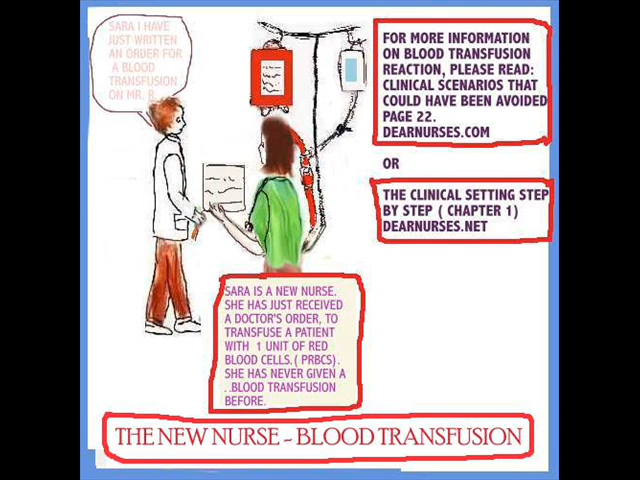 SARA I HAVE
JUST WRITTEN
AN ORDER FOR
A BLOOD
TRANSFUSION
ON MR. R.
FOR MORE INFORMATION
ON BLOOD TRANSFUSION
REACTION, PLEASE READ:
CLINICAL SCENARIOS THAT
COULD HAVE BEEN AVOIDED
PAGE 22.
DEARNURSES.COM
OR
THE CLINICAL SETTING STEP
BY STEP ( CHAPTER 1)
DEARNURSES.NET
SARA IS A NEW NURSE.
SHE HAS JUST RECEIVED
A DOCTOR'S ORDER, TO
TRANSFUSE A PATIENT
WITH 1 UNIT OF RED
BLOOD CELLS.( PRBCS).
SHE HAS NEVER GIVEN A
..BLOOD TRANSFUSION
BEFORE.
THE NEW NURSE ~ BLOOD TRANSFUSION